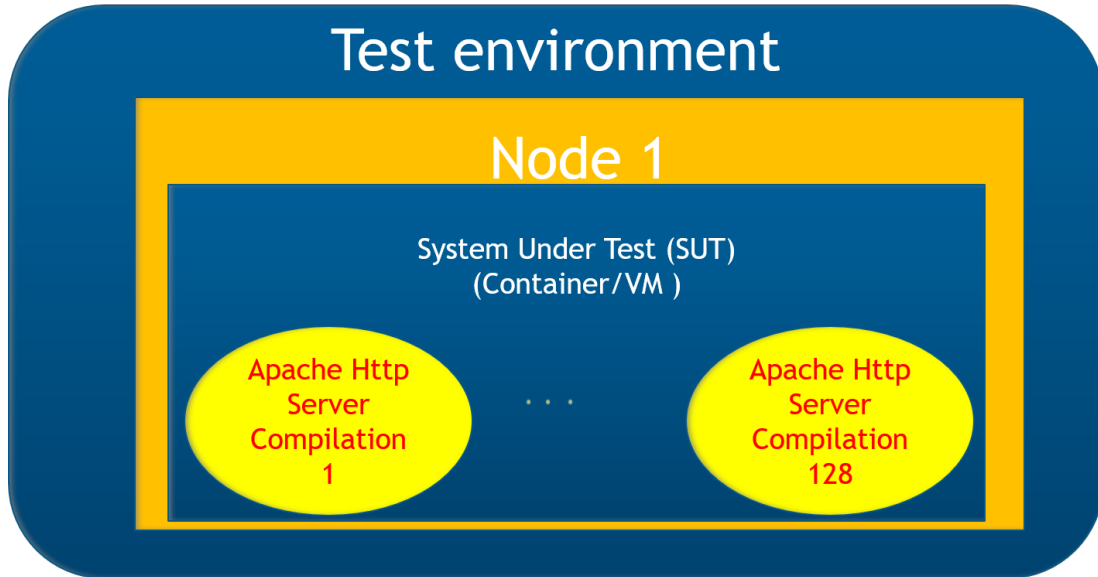 Test environment
Node 1
System Under Test (SUT)
(Container/VM )
Apache Http
Server
Compilation
1
. . .
Apache Http
Server
Compilation
128